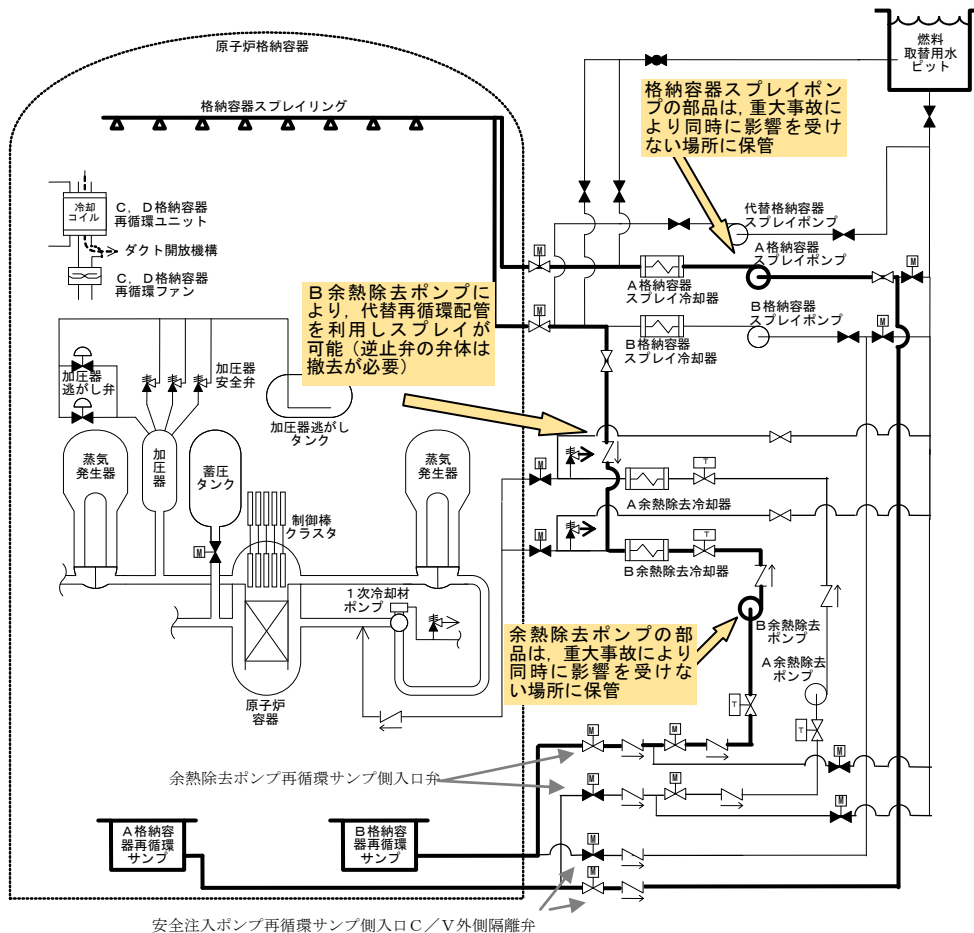 原子炉格納容器
燃料
取替用水
ピット
格納容器スプレイリング
格納容器スプレイポン
プの部品は，重大事故に
より同時に影響を受け
ない場所に保管
冷却
コイル
Ｃ，Ｄ格納容器
再循環ユニット
ダクト開放機構
Ｃ，Ｄ格納容器
再循環ファン
代替格納容器
スプレイポンプ
Ａ格納容器
スプレイポンプ
M
M
Ａ格納容器
スプレイ冷却器
Ｂ余熱除去ポンプに
より，代替再循環配管
を利用しスプレイが
可能（逆止弁の弁体は
撤去が必要）
Ｂ格納容器
スプレイポンプ
M
M
Ｂ格納容器
スプレイ冷却器
加圧器
逃がし弁
加圧器
安全弁
加圧器逃がし
タンク
蒸気
発生器
加
圧
器
蓄圧
タンク
蒸気
発生器
M
T
Ａ余熱除去冷却器
制御棒
クラスタ
M
M
T
Ｂ余熱除去冷却器
１次冷却材
ポンプ
余熱除去ポンプの部
品は，重大事故により
同時に影響を受けな
い場所に保管
Ｂ余熱除去
ポンプ
Ａ余熱除去
ポンプ
原子炉
容器
T
T
M
M
M
余熱除去ポンプ再循環サンプ側入口弁
M
M
M
Ａ格納容
器再循環
サンプ
Ｂ格納容
器再循環
サンプ
M
M
安全注入ポンプ再循環サンプ側入口Ｃ／Ｖ外側隔離弁